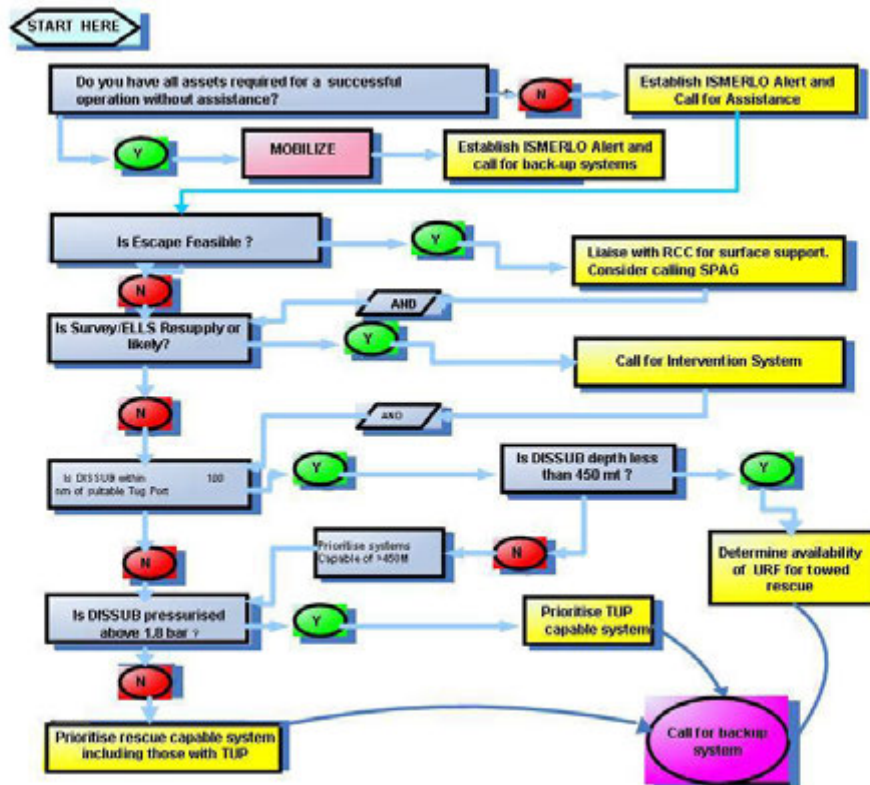 START HERE
Do you have all assets required for a successful
operation without assistance?
N
Establish ISMERLO Alert and
Call for Assistance
Y
MOBILIZE
Establish ISMERLO Alert and
call for back-up systems
Is Escape Feasible ?
Y
Liaise with RCC for surface support.
Consider calling SPAG
N
AND
Is Survey/ELLS Resupply or
likely?
Y
Call for Intervention System
N
AND
Is DISSUB within 100
nm of suitable Tug Port
Y
Is DISSUB depth less
than 450 mt ?
Y
Prioritise systems
Capable of >450M
N
Determine availability
of URF for towed
rescue
N
Is DISSUB pressurised
above 1.8 bar ?
Y
Prioritise TUP
capable system
N
Prioritise rescue capable system
including those with TUP
Call for backup
system